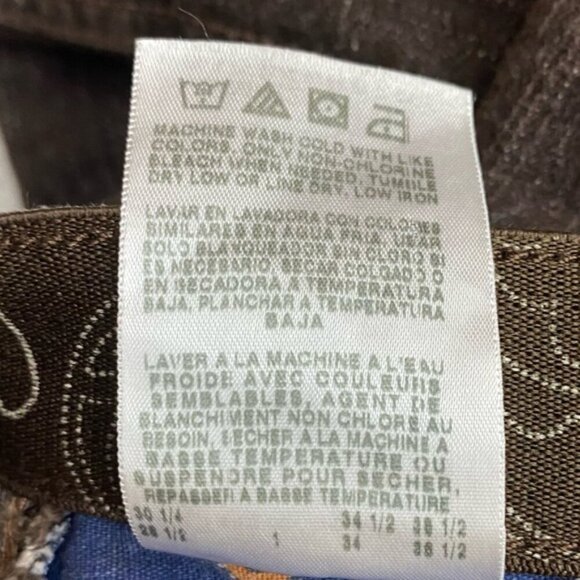 MACHINE WASH COLD WITH LIKE
COLORS, ONLY NON-CHLORINE
BLEACH WHEN NEEDED, TUMBLE
DRY LOW OR LINE DRY, LOW IRON
LAVAR EN LAVADORA CON COLORES
SIMILARES EN AGUA FRIA, USAR
SOLO BLANQUEADOR SIN CLORO SI
ES NECESARIO, SECAR COLGADO O
EN SECADORA A TEMPERATURA
BAJA, PLANCHAR A TEMPERATURA
BAJA
LAVER A LA MACHINE A L'EAU
FROIDE AVEC COULEURS
SEMBLABLES, AGENT DE
BLANCHIMENT NON CHLORE AU
BESOIN, SECHER A LA MACHINE A
BASSE TEMPERATURE OU
SUSPENDRE POUR SECHER,
REPASSER A BASSE TEMPERATURE
30 1/4 34 1/2 38 1/2
28 1/2 1 34 38 1/2